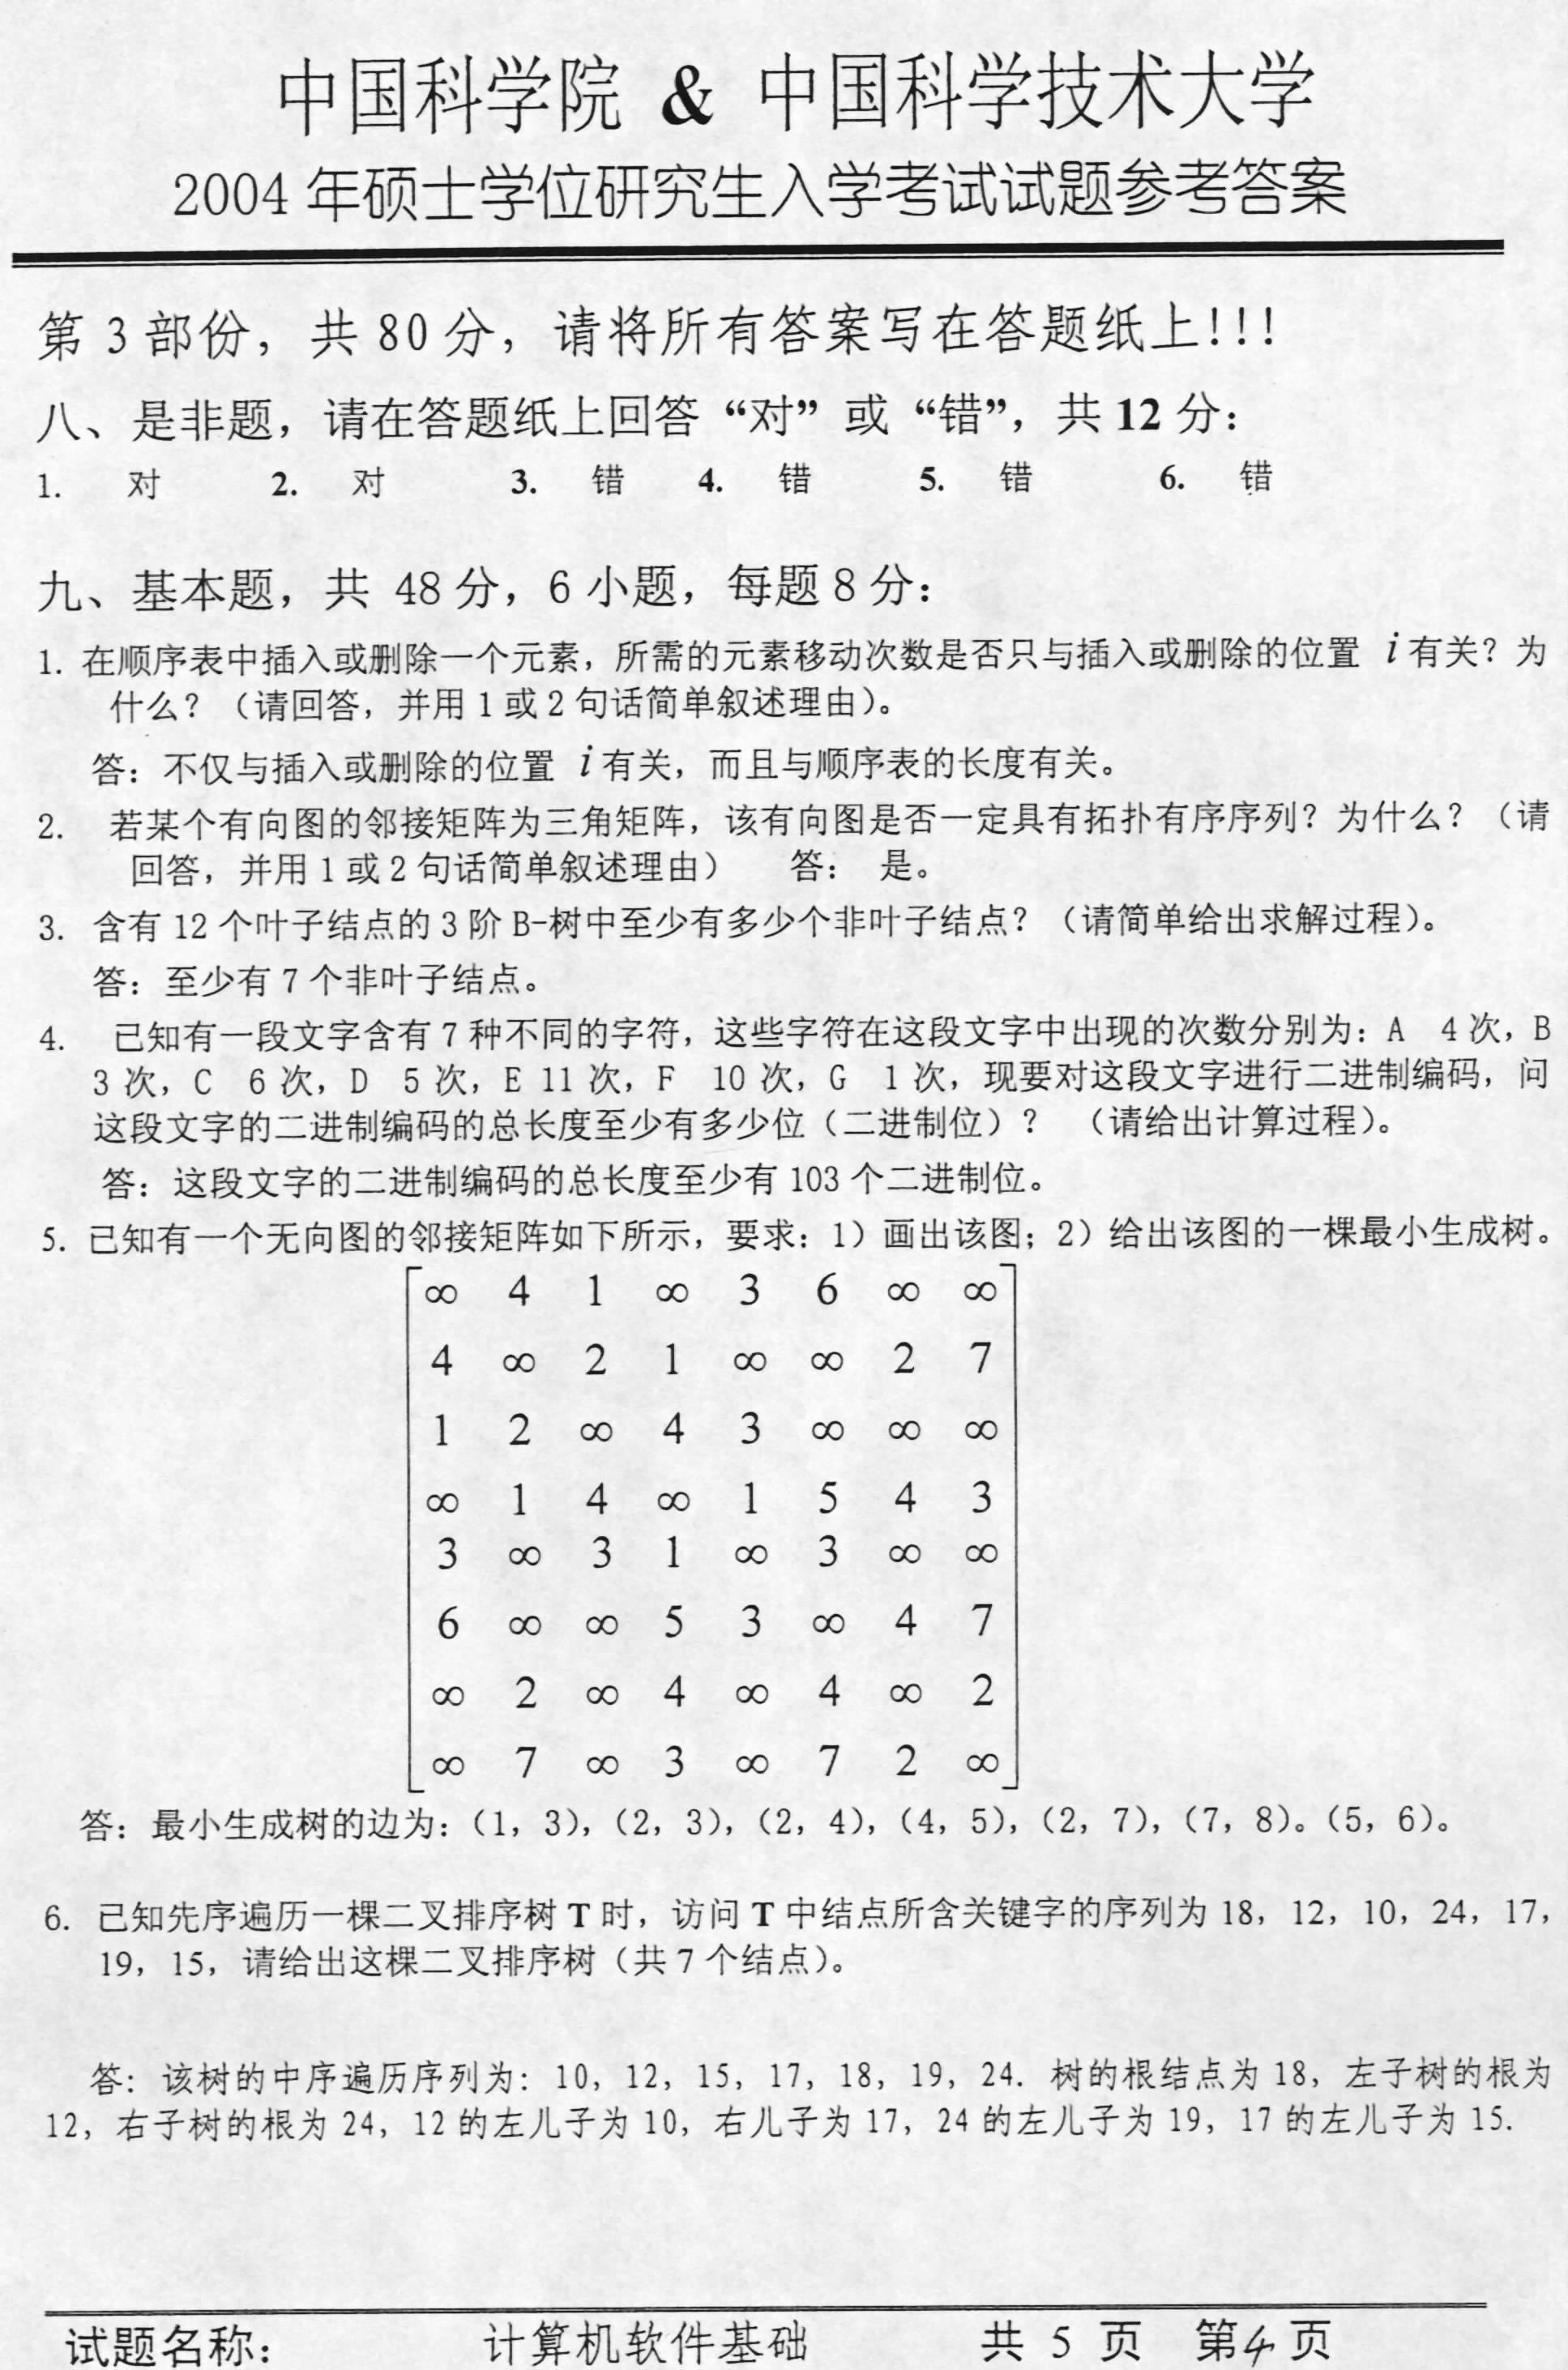 中国科学院 & 中国科学技术大学
2004 年硕士学位研究生入学考试试题参考答案
第 3 部份，共 80 分，请将所有答案写在答题纸上!!!
八、是非题，请在答题纸上回答 “对” 或 “错”，共 12 分：
1. 对 2. 对 3. 错 4. 错 5. 错 6. 错
九、基本题，共 48 分，6 小题，每题 8 分：
1. 在顺序表中插入或删除一个元素，所需的元素移动次数是否只与插入或删除的位置 i 有关？为
什么？（请回答，并用 1 或 2 句话简单叙述理由）。
答：不仅与插入或删除的位置 i 有关，而且与顺序表的长度有关。
2. 若某个有向图的邻接矩阵为三角矩阵，该有向图是否一定具有拓扑有序序列？为什么？（请
回答，并用 1 或 2 句话简单叙述理由） 答： 是。
3. 含有 12 个叶子结点的 3 阶 B-树中至少有多少个非叶子结点？（请简单给出求解过程）。
答：至少有 7 个非叶子结点。
4. 已知有一段文字含有 7 种不同的字符，这些字符在这段文字中出现的次数分别为：A 4 次，B
3 次，C 6 次，D 5 次，E 11 次，F 10 次，G 1 次，现要对这段文字进行二进制编码，问
这段文字的二进制编码的总长度至少有多少位（二进制位）？ （请给出计算过程）。
答：这段文字的二进制编码的总长度至少有 103 个二进制位。
5. 已知有一个无向图的邻接矩阵如下所示，要求：1）画出该图；2）给出该图的一棵最小生成树。
∞ 4 1 ∞ 3 6 ∞ ∞
4 ∞ 2 1 ∞ ∞ 2 7
1 2 ∞ 4 3 ∞ ∞ ∞
∞ 1 4 ∞ 1 5 4 3
3 ∞ 3 1 ∞ 3 ∞ ∞
6 ∞ ∞ 5 3 ∞ 4 7
∞ 2 ∞ 4 ∞ 4 ∞ 2
∞ 7 ∞ 3 ∞ 7 2 ∞
答：最小生成树的边为：（1，3），（2，3），（2，4），（4，5），（2，7），（7，8）。（5，6）。
6. 已知先序遍历一棵二叉排序树 T 时，访问 T 中结点所含关键字的序列为 18，12，10，24，17，
19，15，请给出这棵二叉排序树（共 7 个结点）。
答：该树的中序遍历序列为：10，12，15，17，18，19，24. 树的根结点为 18，左子树的根为
12，右子树的根为 24，12 的左儿子为 10，右儿子为 17，24 的左儿子为 19，17 的左儿子为 15.
试题名称： 计算机软件基础 共 5 页 第 4 页